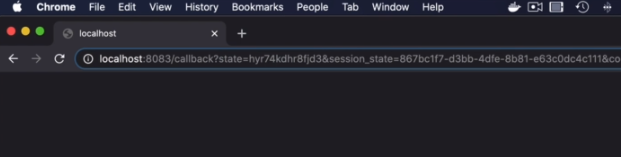 Chrome File Edit View History Bookmarks People Tab Window Help
localhost
localhost:8083/callback?state=hyr74kdhr8fjd3&session_state=867bc1f7-d3bb-4dfe-8b81-e63c0dc4c111&co